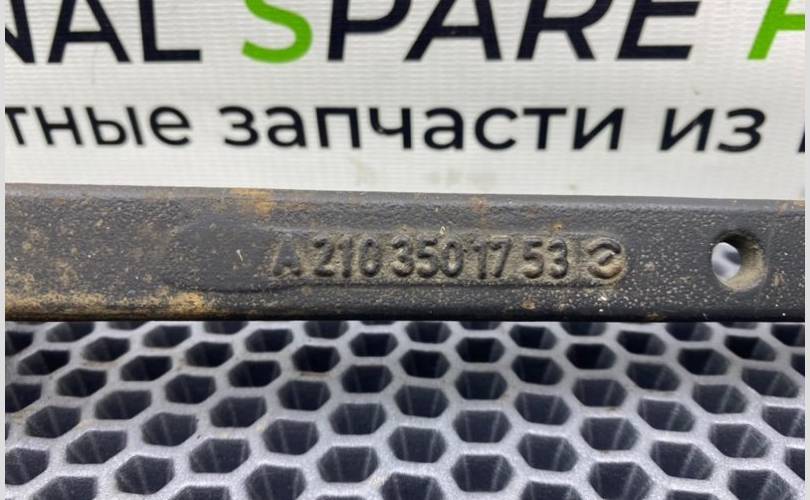 NAL SPARE
тные запчасти из
A 210 350 17 53